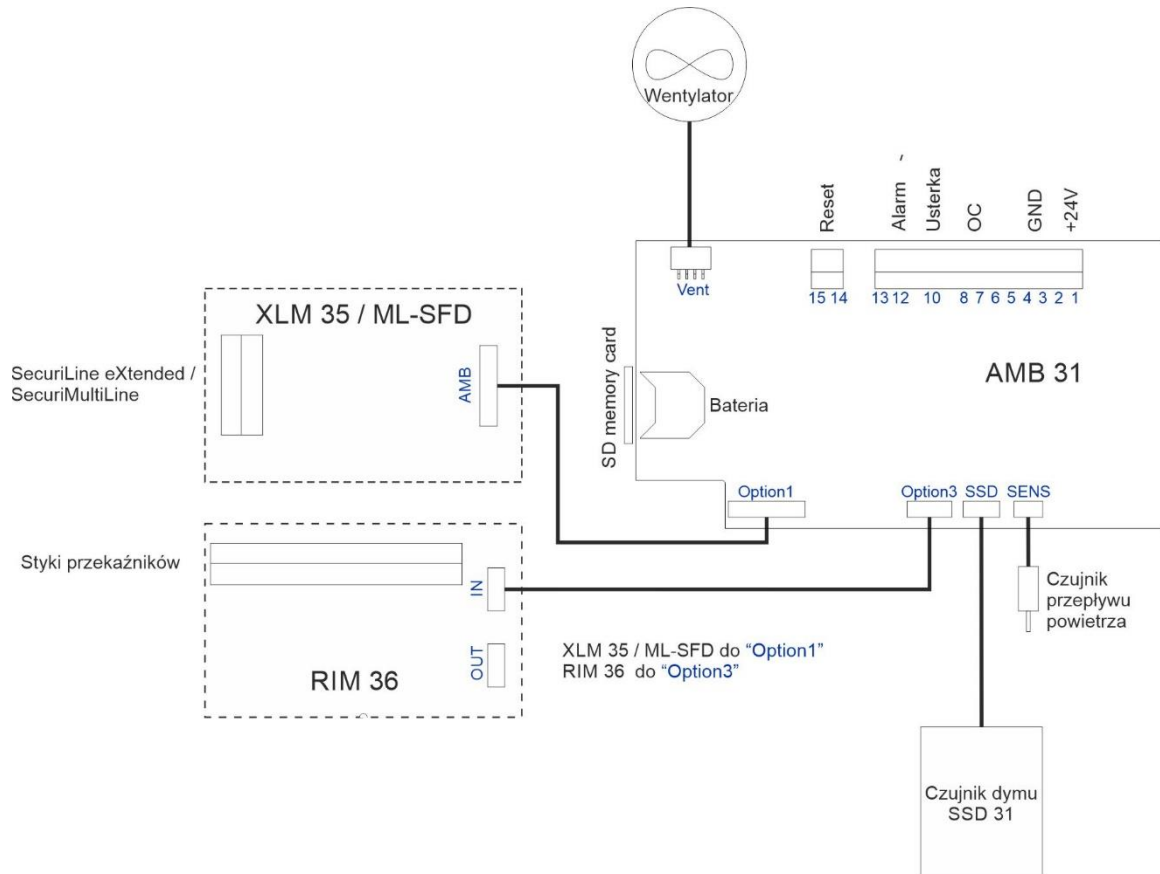 Wentylator
Reset
Alarm
Usterka
OC
GND
+24V
Vent
15 14
13 12 10 8 7 6 5 4 3 2 1
AMB 31
SD memory card
Bateria
Option1
Option3
SSD
SENS
XLM 35 / ML-SFD
AMB
SecuriLine eXtended /
SecuriMultiLine
Styki przekaźników
IN
OUT
RIM 36
XLM 35 / ML-SFD do “Option1”
RIM 36 do “Option3”
Czujnik
przepływu
powietrza
Czujnik dymu
SSD 31